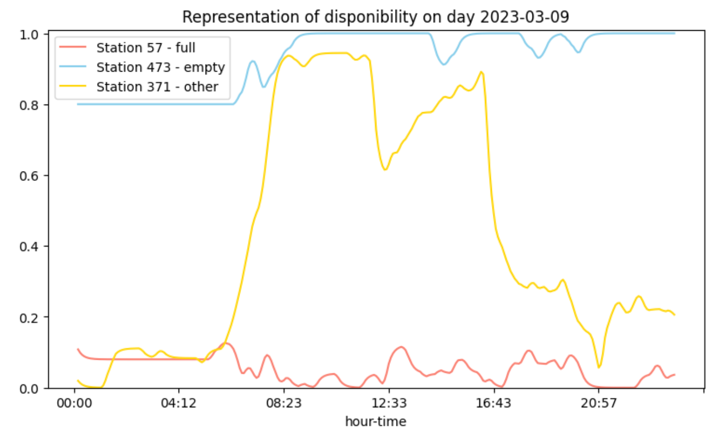 Representation of disponibility on day 2023-03-09
Station 57 - full
Station 473 - empty
Station 371 - other
1.0
0.8
0.6
0.4
0.2
0.0
00:00 04:12 08:23 12:33 16:43 20:57
hour-time